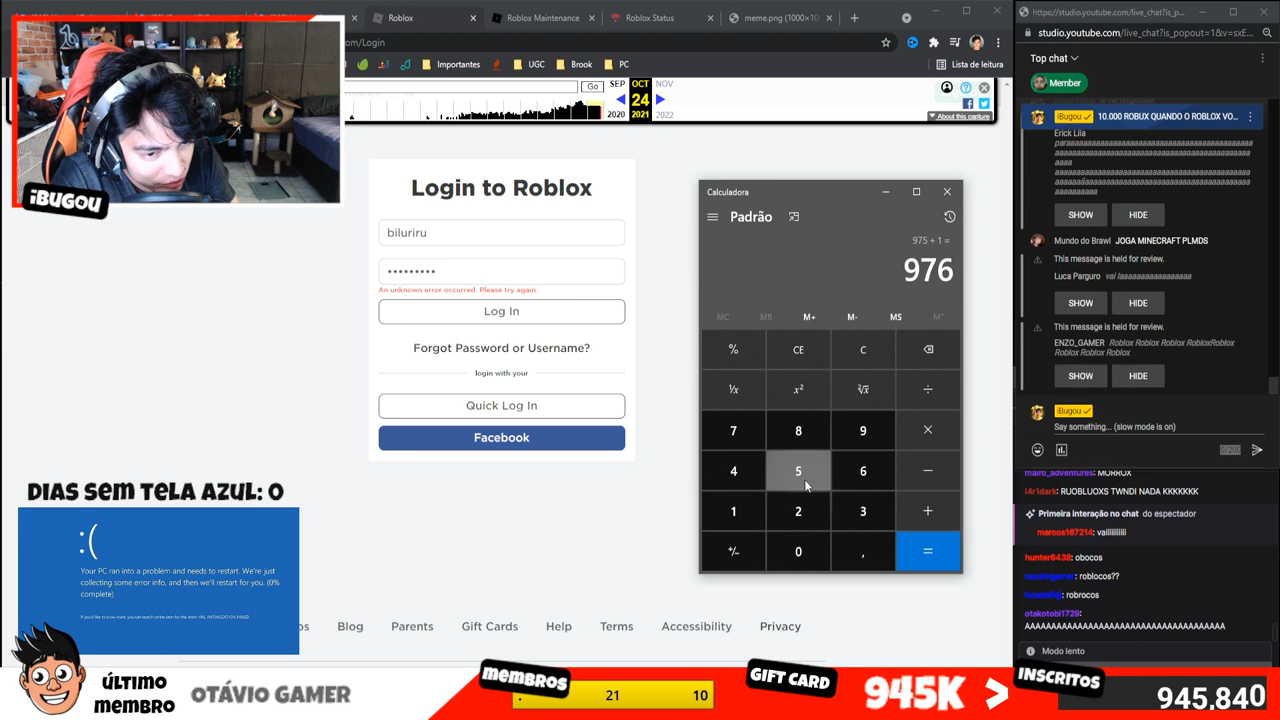 Roblox
Roblox Maintenance
Roblox Status
meme.png (1000×10
om/Login
Importantes
UGC
Brook
PC
Lista de leitura
Go
SEP
OCT
NOV
24
2020
2021
2022
About this capture
Login to Roblox
biluriru
•••••••••
An unknown error occurred. Please try again.
Log In
Forgot Password or Username?
login with your
Quick Log In
Facebook
Blog
Parents
Gift Cards
Help
Terms
Accessibility
Privacy
iBUGOU
DIAS SEM TELA AZUL: 0
:(
Your PC ran into a problem and needs to restart. We're just
collecting some error info, and then we'll restart for you. (0%
complete)
Calculadora
Padrão
975 + 1 =
976
MC
MR
M+
M-
MS
M˅
%
CE
C
⌫
¹/x
x²
²√x
÷
7
8
9
×
4
5
6
−
1
2
3
+
+/−
0
,
=
https://studio.youtube.com/live_chat?is_p...
studio.youtube.com/live_chat?is_popout=1&v=sxE...
Top chat
Member
iBugou ✓ 10.000 ROBUX QUANDO O ROBLOX VO...
Erick Lila
SHOW
HIDE
Mundo do Brawl JOGA MINECRAFT PLMDS
This message is held for review.
Luca Parguro vai laaaaaaaaaaaaaaaaa
SHOW
HIDE
This message is held for review.
ENZO_GAMER Roblox Roblox Roblox RobloxRoblox
Roblox Roblox Roblox
SHOW
HIDE
iBugou ✓
Say something... (slow mode is on)
0/200
mairo_adventures: MORROX
l4r1dark: RUOBLUOXS TWNDI NADA KKKKKKK
Primeira interação no chat do espectador
marcos167214: vaiiiiiiiiiii
hunter6438: obocos
: roblocos??
: robrocos
otakotobi1729:
Modo lento
ÚLTIMO
MEMBRO
OTÁVIO GAMER
MEMBROS
21
10
GIFT CARD
945K >
INSCRITOS
945,840